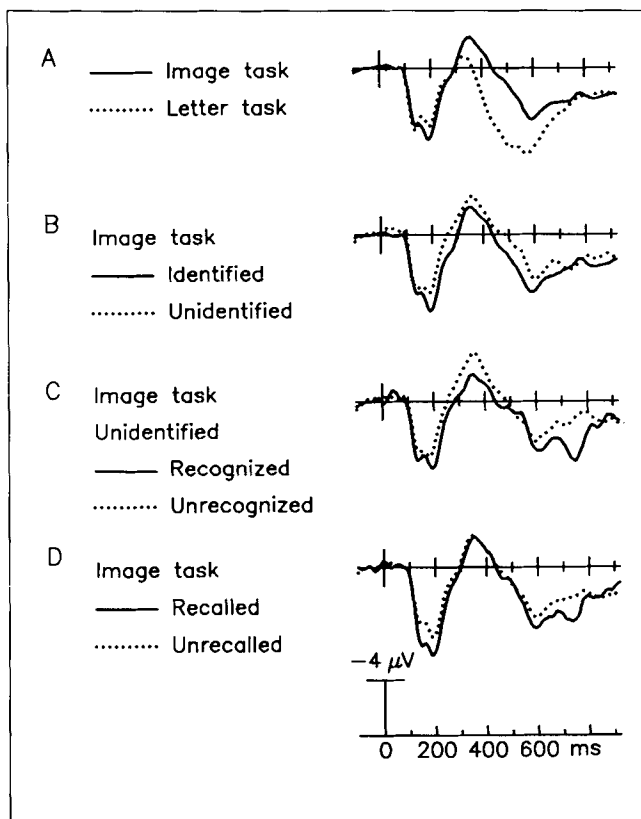 A
Image task
Letter task
B
Image task
Identified
Unidentified
C
Image task
Unidentified
Recognized
Unrecognized
D
Image task
Recalled
Unrecalled
−4 μV
0 200 400 600 ms